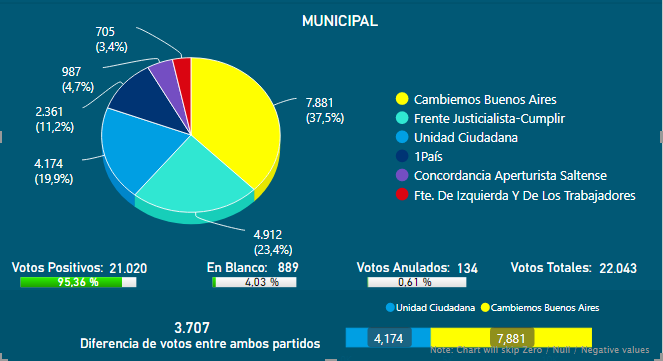 MUNICIPAL
705
(3,4%)
987
(4,7%)
2.361
(11,2%)
4.174
(19,9%)
7.881
(37,5%)
4.912
(23,4%)
Cambiemos Buenos Aires
Frente Justicialista-Cumplir
Unidad Ciudadana
1País
Concordancia Aperturista Saltense
Fte. De Izquierda Y De Los Trabajadores
Votos Positivos: 21.020
95,36 %
En Blanco: 889
4,03 %
Votos Anulados: 134
0,61 %
Votos Totales: 22.043
Unidad Ciudadana Cambiemos Buenos Aires
3.707
Diferencia de votos entre ambos partidos
4,174 7,881
Note: Chart will skip Zero / Null / Negative values